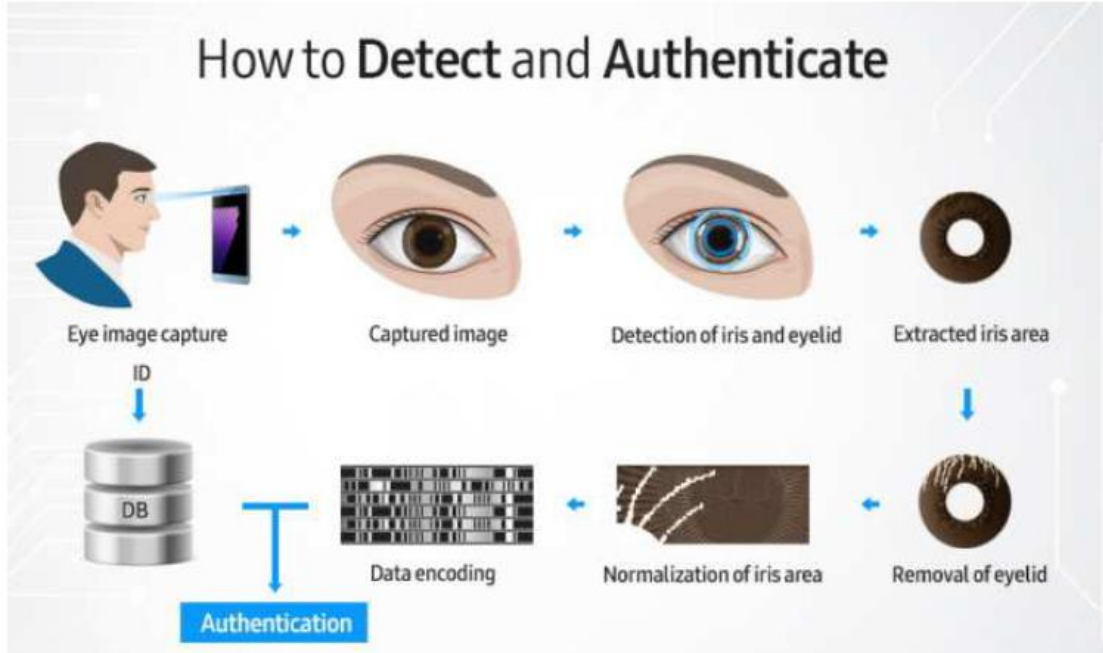 How to Detect and Authenticate
Eye image capture
Captured image
Detection of iris and eyelid
Extracted iris area
ID
DB
Data encoding
Normalization of iris area
Removal of eyelid
Authentication